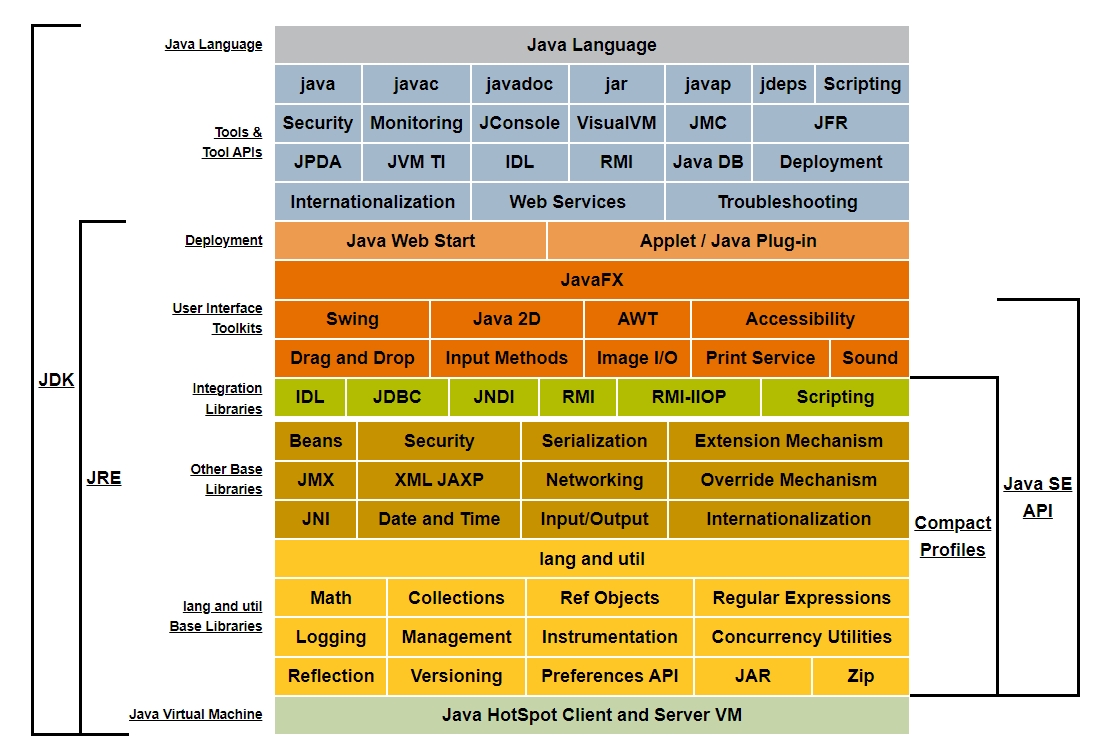 Java Language
Java Language
java javac javadoc jar javap jdeps Scripting
Tools &
Tool APIs
Security Monitoring JConsole VisualVM JMC JFR
JPDA JVM TI IDL RMI Java DB Deployment
Internationalization Web Services Troubleshooting
Deployment
Java Web Start Applet / Java Plug-in
JavaFX
User Interface
Toolkits
Swing Java 2D AWT Accessibility
Drag and Drop Input Methods Image I/O Print Service Sound
JDK
Integration
Libraries
IDL JDBC JNDI RMI RMI-IIOP Scripting
Beans Security Serialization Extension Mechanism
JRE
Other Base
Libraries
JMX XML JAXP Networking Override Mechanism
Java SE
API
JNI Date and Time Input/Output Internationalization
Compact
Profiles
lang and util
lang and util
Base Libraries
Math Collections Ref Objects Regular Expressions
Logging Management Instrumentation Concurrency Utilities
Reflection Versioning Preferences API JAR Zip
Java Virtual Machine
Java HotSpot Client and Server VM